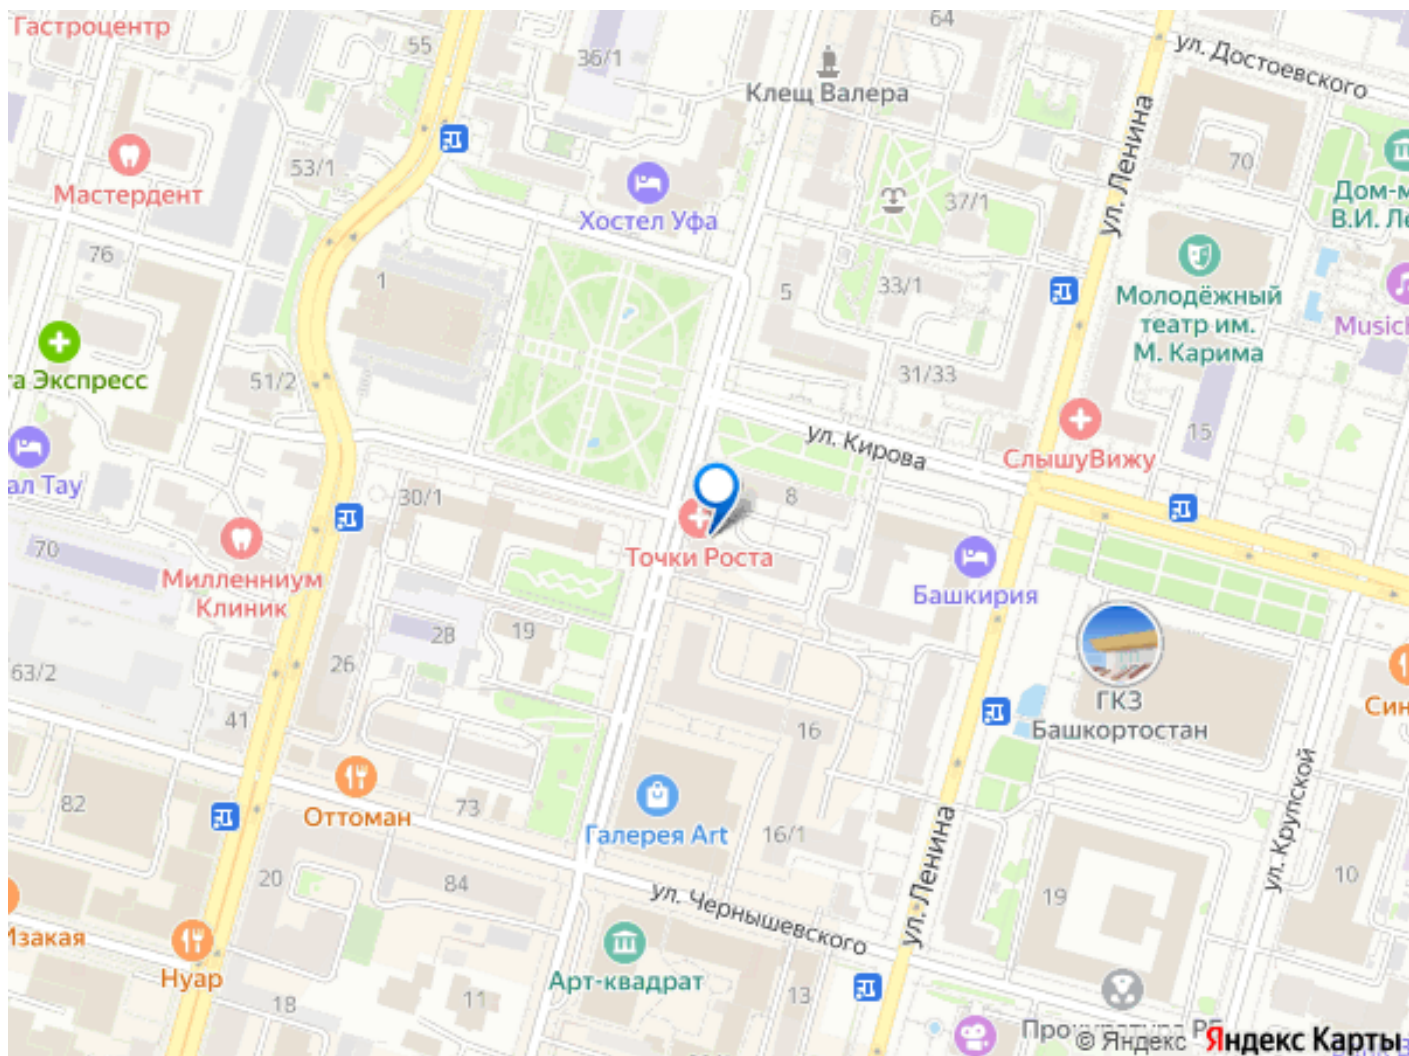 Гастроцентр
55
36/1
64
ул. Достоевского
Клещ Валера
ул. Ленина
53/1
Мастердент
70
Хостел Уфа
37/1
Дом-м
В.И. Ле
76
1
5
33/1
Молодёжный
театр им.
М. Карима
Musicl
та Экспресс
51/2
31/33
ул. Кирова
СлышуВижу
15
ал Тау
30/1
8
70
Точки Роста
Милленниум
Клиник
Башкирия
28
19
26
63/2
41
16
ГКЗ
Башкортостан
Син
ул. Крупской
82
Оттоман
73
Галерея Art
16/1
ул. Ленина
20
84
ул. Чернышевского
19
10
Изакая
Нуар
Арт-квадрат
18
11
13
© Яндекс
Яндекс Карты